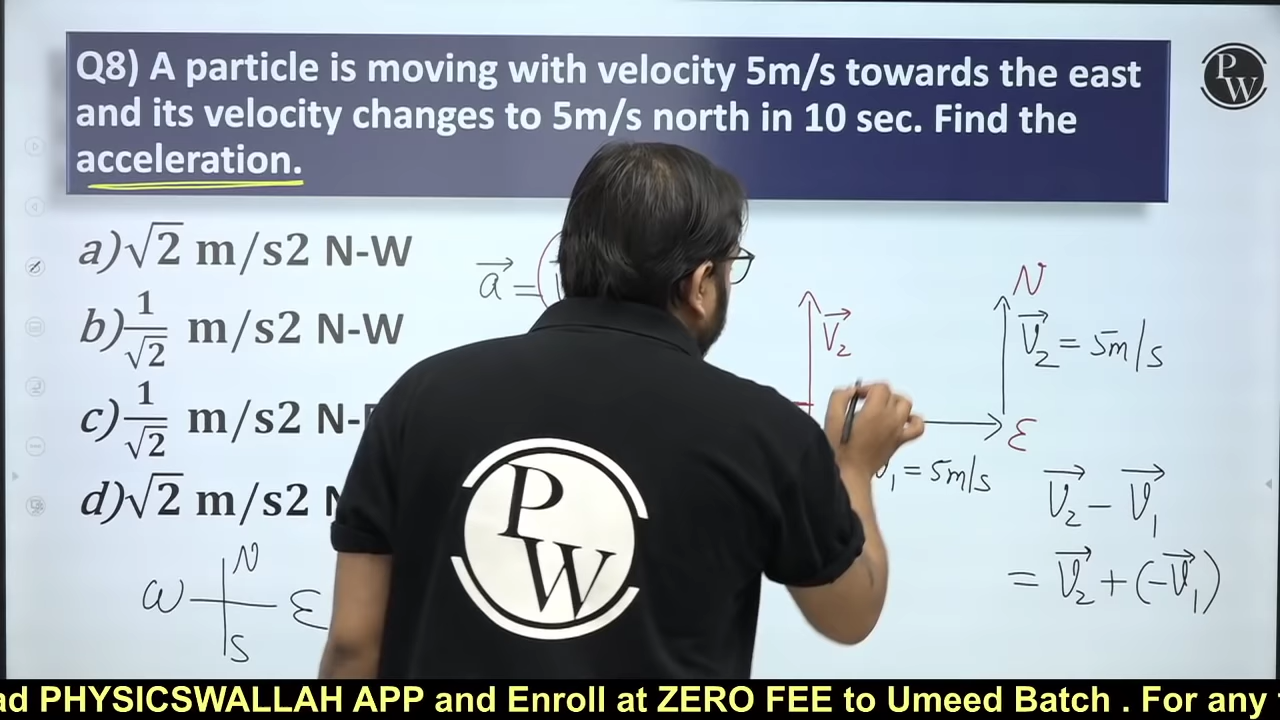 Q8) A particle is moving with velocity 5m/s towards the east
and its velocity changes to 5m/s north in 10 sec. Find the
acceleration.
P
W
a)√2 m/s2 N-W
b)1/√2 m/s2 N-W
c)1/√2 m/s2 N-
d)√2 m/s2
a⃗ =
V⃗₂
N
V⃗₂ = 5m/s
E
₁ = 5m/s
V⃗₂ - V⃗₁
= V⃗₂ + (-V⃗₁)
N
W E
S
P
W
ad PHYSICSWALLAH APP and Enroll at ZERO FEE to Umeed Batch . For any